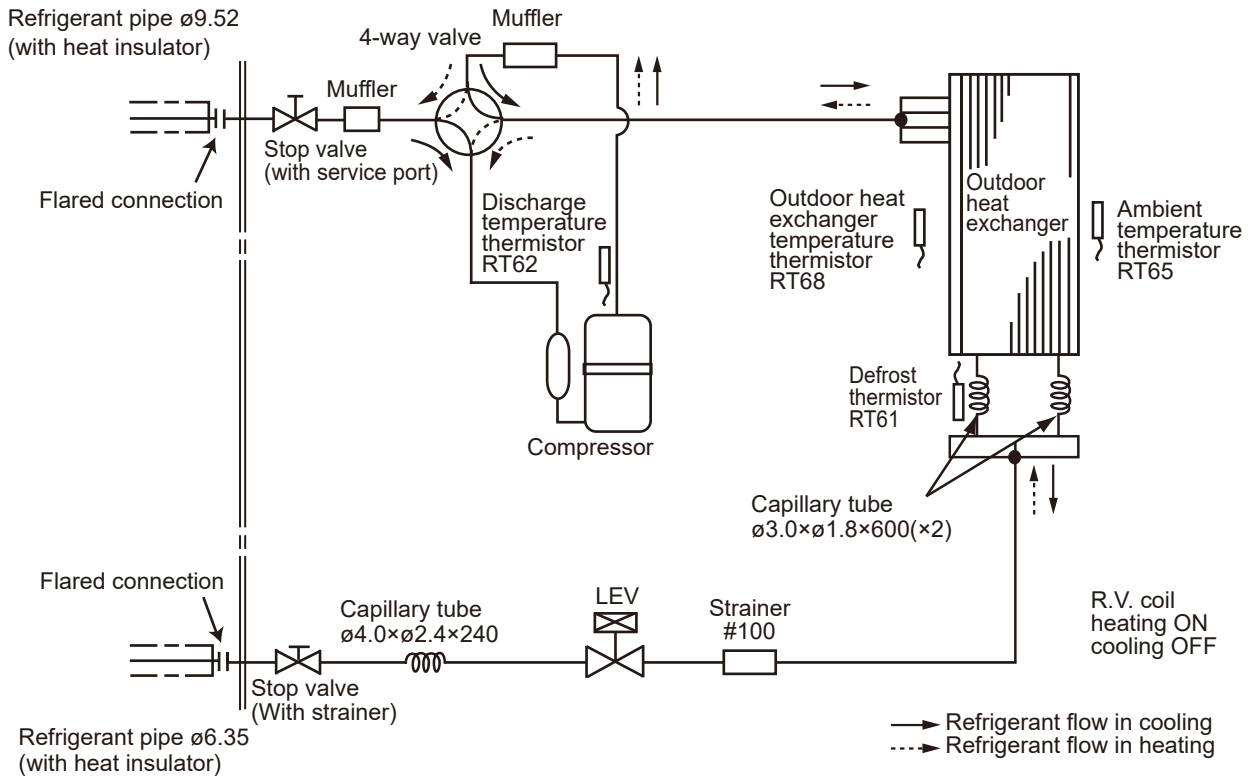 Refrigerant pipe ø9.52
(with heat insulator)
Muffler
4-way valve
Muffler
Stop valve
(with service port)
Flared connection
Discharge
temperature
thermistor
RT62
Compressor
Outdoor heat
exchanger
temperature
thermistor
RT68
Outdoor
heat
exchanger
Ambient
temperature
thermistor
RT65
Defrost
thermistor
RT61
Capillary tube
ø3.0×ø1.8×600(×2)
Flared connection
Capillary tube
ø4.0×ø2.4×240
LEV
Strainer
#100
R.V. coil
heating ON
cooling OFF
Stop valve
(With strainer)
Refrigerant pipe ø6.35
(with heat insulator)
Refrigerant flow in cooling
Refrigerant flow in heating